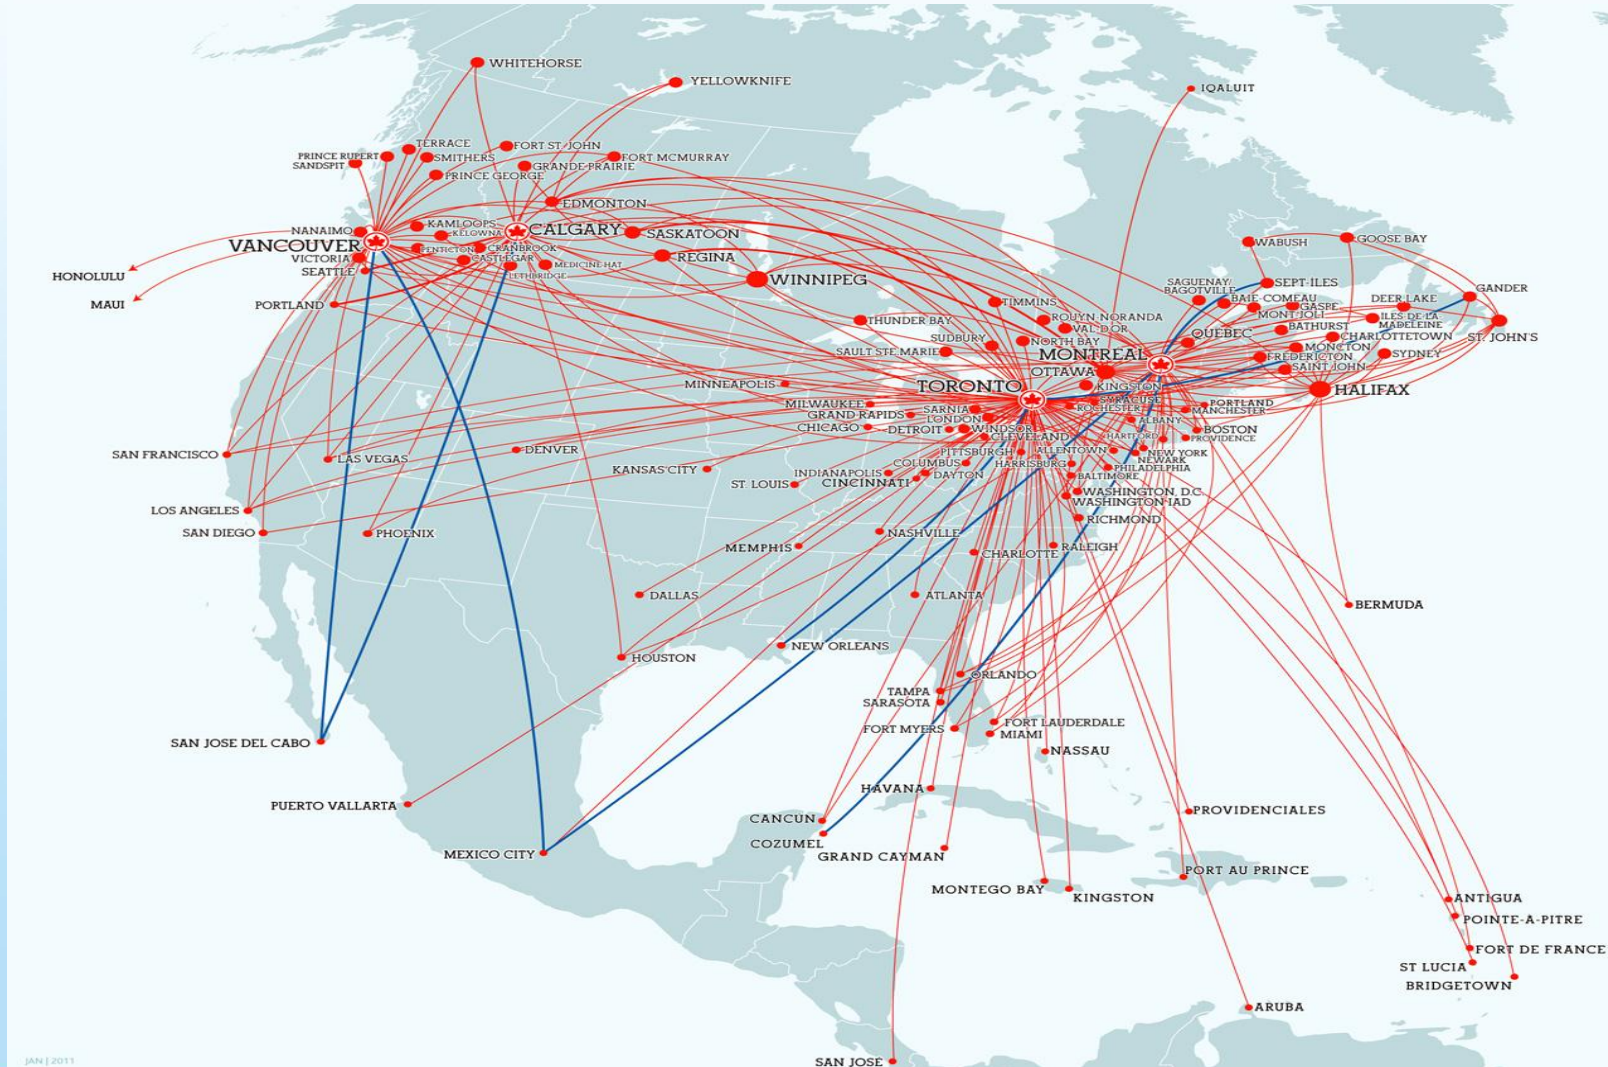 WHITEHORSE
YELLOWKNIFE
IQALUIT
TERRACE
FORT ST. JOHN
PRINCE RUPERT
SMITHERS
FORT MCMURRAY
SANDSPIT
GRANDE PRAIRIE
PRINCE GEORGE
EDMONTON
NANAIMO
KAMLOOPS
KELOWNA
CALGARY
SASKATOON
VANCOUVER
PENTICTON
CRANBROOK
WABUSH
GOOSE BAY
VICTORIA
CASTLEGAR
MEDICINE HAT
REGINA
SEATTLE
LETHBRIDGE
HONOLULU
WINNIPEG
SAGUENAY/
BAGOTVILLE
SEPT-ILES
GANDER
MAUI
PORTLAND
TIMMINS
BAIE-COMEAU
GASPE
DEER LAKE
MONT JOLI
THUNDER BAY
ROUYN-NORANDA
VAL D'OR
ILES-DE-LA
MADELEINE
BATHURST
QUEBEC
CHARLOTTETOWN
ST. JOHN'S
SUDBURY
NORTH BAY
MONCTON
SAULT STE-MARIE
MONTREAL
FREDERICTON
SYDNEY
OTTAWA
SAINT JOHN
MINNEAPOLIS
TORONTO
KINGSTON
HALIFAX
MILWAUKEE
SARNIA
SYRACUSE
ROCHESTER
PORTLAND
GRAND RAPIDS
LONDON
MANCHESTER
CHICAGO
DETROIT
WINDSOR
ALBANY
BOSTON
CLEVELAND
HARTFORD
PROVIDENCE
SAN FRANCISCO
LAS VEGAS
DENVER
PITTSBURGH
ALLENTOWN
NEW YORK
NEWARK
KANSAS CITY
COLUMBUS
HARRISBURG
PHILADELPHIA
INDIANAPOLIS
DAYTON
BALTIMORE
ST. LOUIS
CINCINNATI
WASHINGTON, D.C.
WASHINGTON IAD
LOS ANGELES
RICHMOND
SAN DIEGO
PHOENIX
NASHVILLE
MEMPHIS
CHARLOTTE
RALEIGH
DALLAS
ATLANTA
BERMUDA
NEW ORLEANS
HOUSTON
ORLANDO
TAMPA
SARASOTA
FORT LAUDERDALE
FORT MYERS
MIAMI
SAN JOSE DEL CABO
NASSAU
HAVANA
PUERTO VALLARTA
PROVIDENCIALES
CANCUN
COZUMEL
MEXICO CITY
GRAND CAYMAN
PORT AU PRINCE
MONTEGO BAY
KINGSTON
ANTIGUA
POINTE-A-PITRE
FORT DE FRANCE
ST LUCIA
BRIDGETOWN
ARUBA
SAN JOSÉ
JAN | 2011